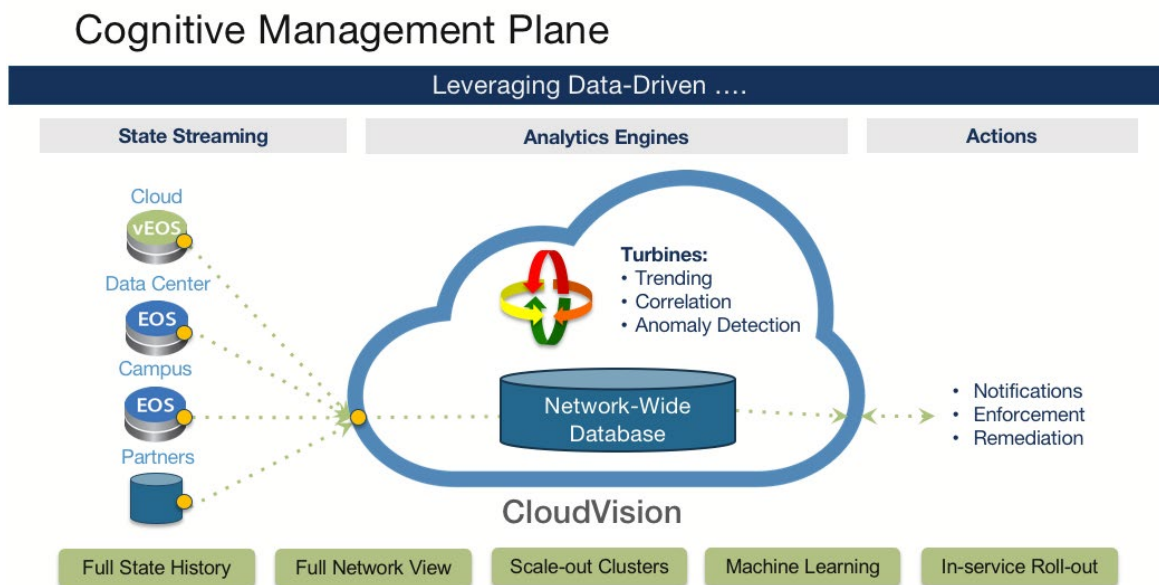 Cognitive Management Plane
Leveraging Data-Driven ....
State Streaming
Analytics Engines
Actions
Cloud
vEOS
Data Center
EOS
Campus
EOS
Partners
Turbines:
• Trending
• Correlation
• Anomaly Detection
Network-Wide
Database
• Notifications
• Enforcement
• Remediation
CloudVision
Full State History
Full Network View
Scale-out Clusters
Machine Learning
In-service Roll-out